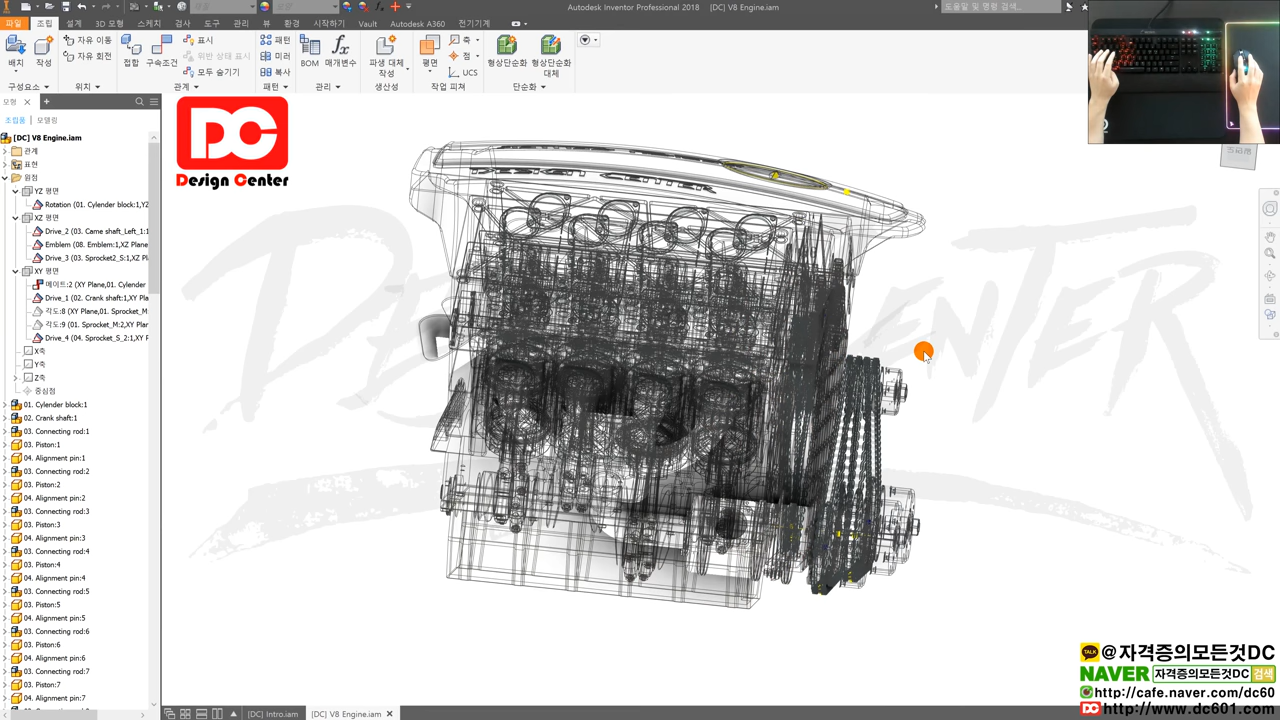 Autodesk Inventor Professional 2018 [DC] V8 Engine.iam
도움말 및 명령 검색...
파일 조립 설계 3D 모형 스케치 검사 도구 관리 뷰 환경 시작하기 Vault Autodesk A360 전기기계
자유 이동
자유 회전
배치 작성
접합 구속조건
표시
위반 상태 표시
모두 숨기기
패턴
미러
복사
BOM 매개변수
파생 대체
작성
평면
축
점
UCS
형상단순화 형상단순화
대체
구성요소 위치 관계 패턴 관리 생산성 작업 피쳐 단순화
모형
조립품 모델링
[DC] V8 Engine.iam
관계
표현
원점
YZ 평면
Rotation (01. Cylender block:1,YZ
XZ 평면
Drive_2 (03. Came shaft_Left_1:1
Emblem (08. Emblem:1,XZ Plane
Drive_3 (03. Sprocket2_S:1,XZ Pl
XY 평면
메이트:2 (XY Plane,01. Cylender
Drive_1 (02. Crank shaft:1,XY Pla
각도:8 (XY Plane,01. Sprocket_M
각도:9 (01. Sprocket_M:2,XY Plar
Drive_4 (04. Sprocket_S_2:1,XY P
X축
Y축
Z축
중심점
01. Cylender block:1
02. Crank shaft:1
03. Connecting rod:1
03. Piston:1
04. Alignment pin:1
03. Connecting rod:2
03. Piston:2
04. Alignment pin:2
03. Connecting rod:3
03. Piston:3
04. Alignment pin:3
03. Connecting rod:4
03. Piston:4
04. Alignment pin:4
03. Connecting rod:5
03. Piston:5
04. Alignment pin:5
03. Connecting rod:6
03. Piston:6
04. Alignment pin:6
03. Connecting rod:7
03. Piston:7
04. Alignment pin:7
DC
Design Center
DESIGN CENTER
TALK @자격증의모든것DC
NAVER 자격증의모든것DC 검색
http://cafe.naver.com/dc60
DC http://www.dc601.com
[DC] Intro.iam [DC] V8 Engine.iam